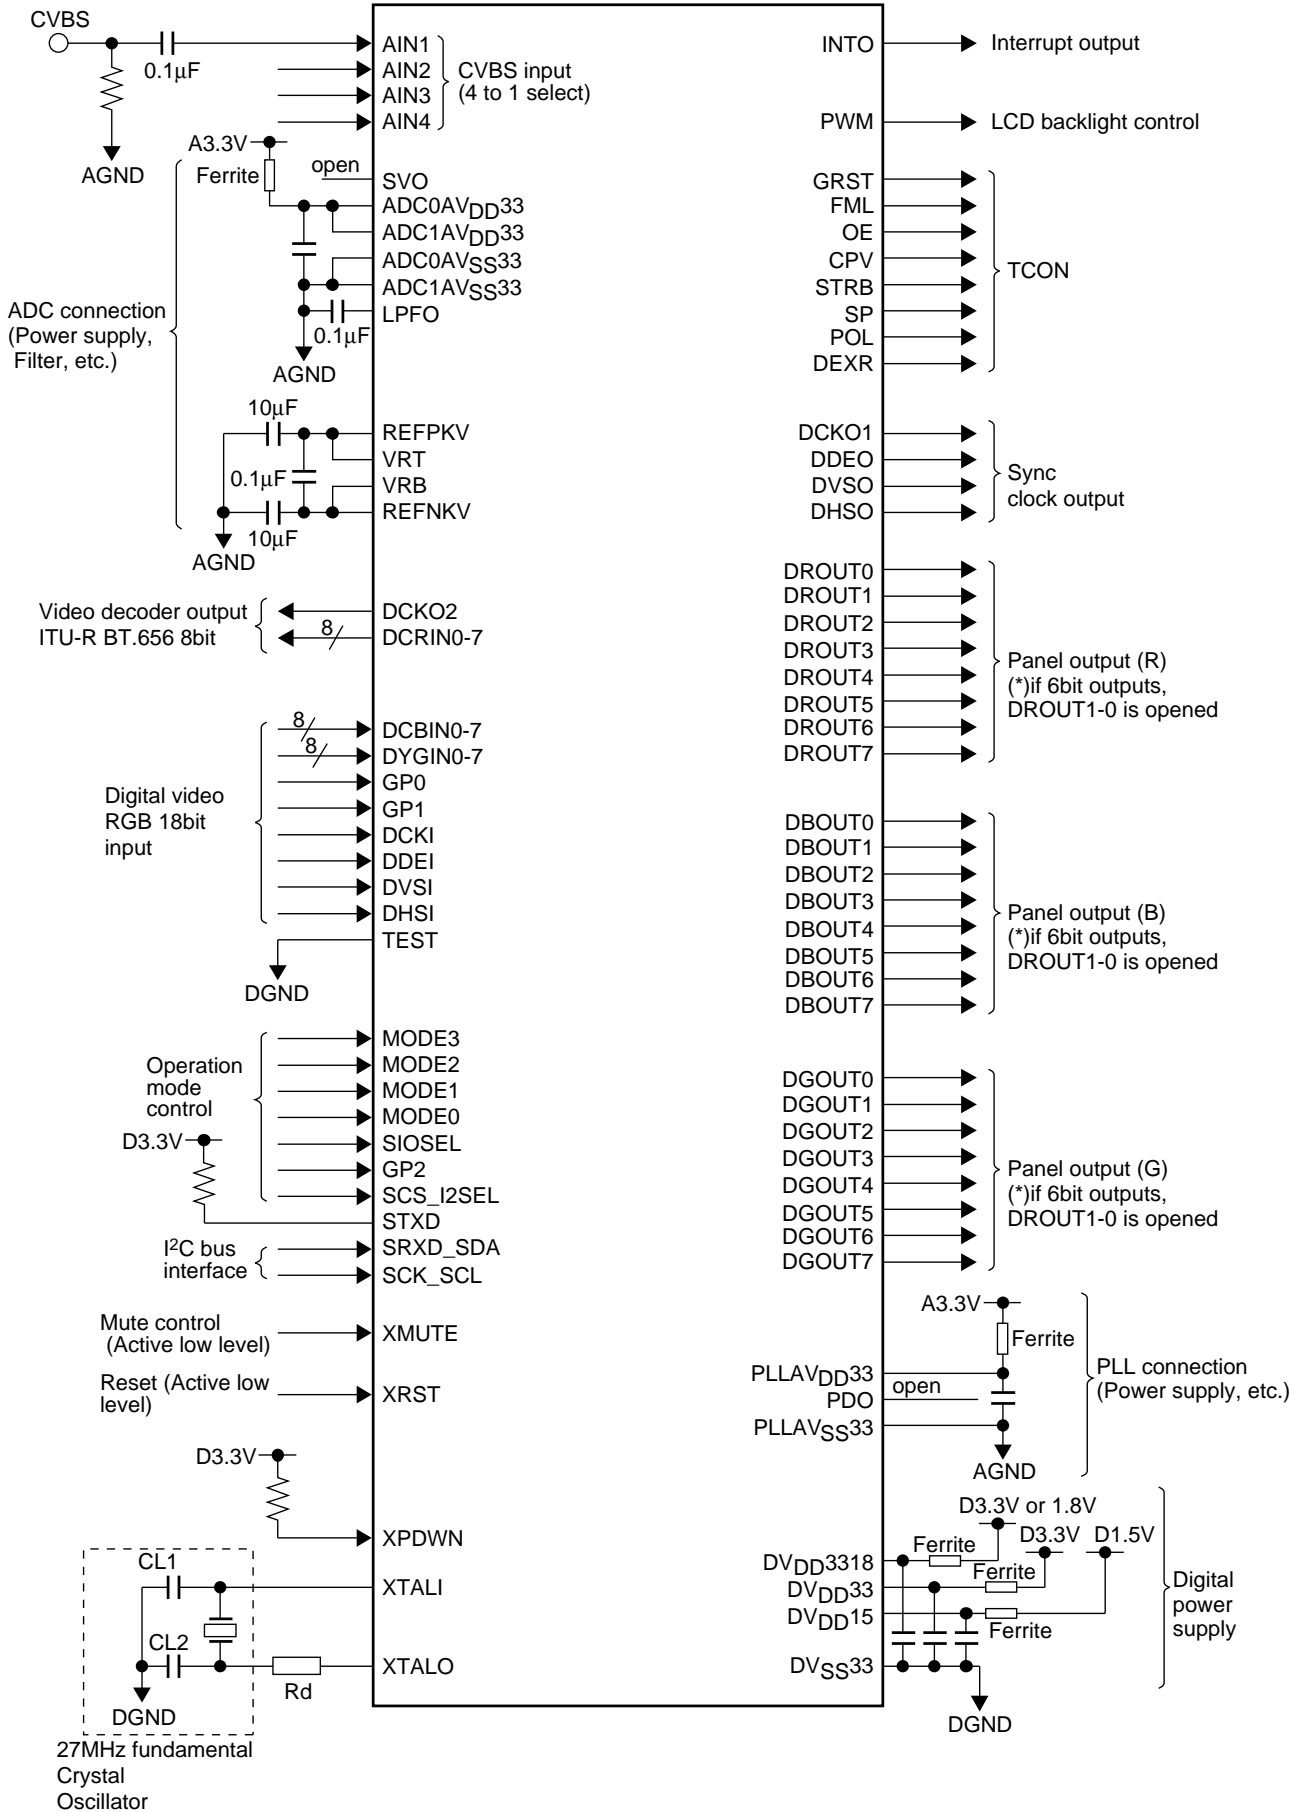 CVBS
0.1μF
AGND
AIN1
AIN2
AIN3
AIN4
CVBS input
(4 to 1 select)
A3.3V
Ferrite
open
SVO
ADC0AVDD33
ADC1AVDD33
ADC0AVSS33
ADC1AVSS33
LPFO
0.1μF
AGND
ADC connection
(Power supply,
Filter, etc.)
10μF
REFPKV
VRT
0.1μF
VRB
REFNKV
10μF
AGND
Video decoder output
ITU-R BT.656 8bit
DCKO2
8
DCRIN0-7
Digital video
RGB 18bit
input
8
DCBIN0-7
8
DYGIN0-7
GP0
GP1
DCKI
DDEI
DVSI
DHSI
TEST
DGND
Operation
mode
control
MODE3
MODE2
MODE1
MODE0
SIOSEL
GP2
SCS_I2SEL
D3.3V
STXD
I2C bus
interface
SRXD_SDA
SCK_SCL
Mute control
(Active low level)
XMUTE
Reset (Active low
level)
XRST
D3.3V
XPDWN
CL1
XTALI
CL2
XTALO
Rd
DGND
27MHz fundamental
Crystal
Oscillator
INTO
Interrupt output
PWM
LCD backlight control
GRST
FML
OE
CPV
STRB
SP
POL
DEXR
TCON
DCKO1
DDEO
DVSO
DHSO
Sync
clock output
DROUT0
DROUT1
DROUT2
DROUT3
DROUT4
DROUT5
DROUT6
DROUT7
Panel output (R)
(*)if 6bit outputs,
DROUT1-0 is opened
DBOUT0
DBOUT1
DBOUT2
DBOUT3
DBOUT4
DBOUT5
DBOUT6
DBOUT7
Panel output (B)
(*)if 6bit outputs,
DROUT1-0 is opened
DGOUT0
DGOUT1
DGOUT2
DGOUT3
DGOUT4
DGOUT5
DGOUT6
DGOUT7
Panel output (G)
(*)if 6bit outputs,
DROUT1-0 is opened
A3.3V
Ferrite
PLLAVDD33
open
PDO
PLLAVSS33
AGND
PLL connection
(Power supply, etc.)
D3.3V or 1.8V
D3.3V
D1.5V
Ferrite
DVDD3318
Ferrite
DVDD33
DVDD15
Ferrite
DVSS33
DGND
Digital
power
supply